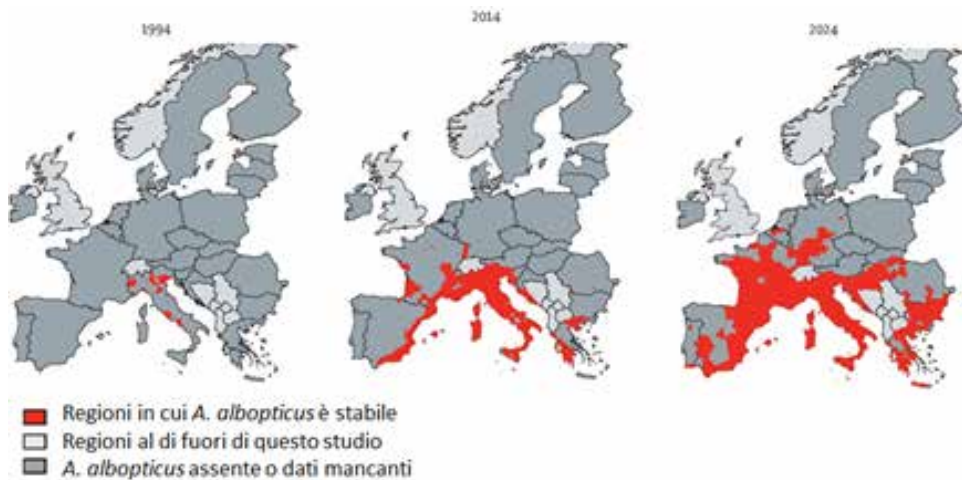 1994
2014
2024
Regioni in cui A. albopticus è stabile
Regioni al di fuori di questo studio
A. albopticus assente o dati mancanti